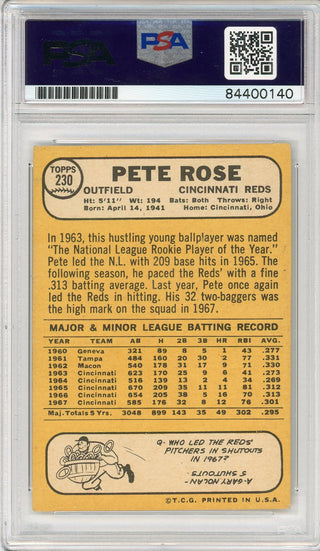 PSA
PSA
84400140
TOPPS
230
PETE ROSE
OUTFIELD CINCINNATI REDS
Ht: 5'11" Wt: 194 Bats: Both Throws: Right
Born: April 14, 1941 Home: Cincinnati, Ohio
In 1963, this hustling young ballplayer was named
"The National League Rookie Player of the Year."
Pete led the N.L. with 209 base hits in 1965. The
following season, he paced the Reds' with a fine
.313 batting average. Last year, Pete once again
led the Reds in hitting. His 32 two-baggers was
the high mark on the squad in 1967.
MAJOR & MINOR LEAGUE BATTING RECORD
YEAR TEAM AB H 2B 3B HR RBI AVG.
1960 Geneva 321 89 8 5 1 43 .277
1961 Tampa 484 160 20 30 2 77 .331
1962 Macon 540 178 31 17 9 71 .330
1963 Cincinnati 623 170 25 9 6 41 .273
1964 Cincinnati 516 139 13 2 4 34 .269
1965 Cincinnati 670 209 35 11 11 81 .312
1966 Cincinnati 654 205 38 5 16 70 .313
1967 Cincinnati 585 176 32 8 12 76 .301
Maj. Totals 5 Yrs. 3048 899 143 35 49 302 .295
Q- WHO LED THE REDS'
PITCHERS IN SHUTOUTS
IN 1967?
A-GARY NOLAN-
5 SHUTOUTS
©T.C.G. PRINTED IN U.S.A.